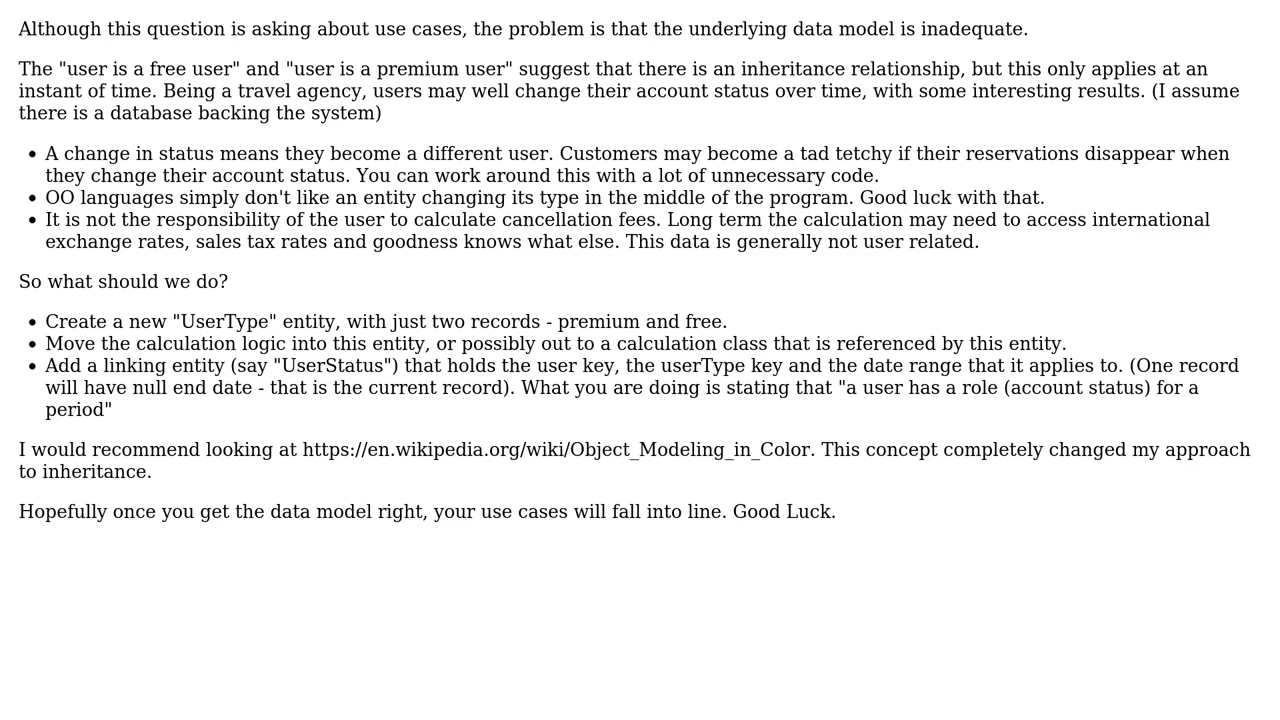 Although this question is asking about use cases, the problem is that the underlying data model is inadequate.
The "user is a free user" and "user is a premium user" suggest that there is an inheritance relationship, but this only applies at an
instant of time. Being a travel agency, users may well change their account status over time, with some interesting results. (I assume
there is a database backing the system)
• A change in status means they become a different user. Customers may become a tad tetchy if their reservations disappear when
they change their account status. You can work around this with a lot of unnecessary code.
• OO languages simply don't like an entity changing its type in the middle of the program. Good luck with that.
• It is not the responsibility of the user to calculate cancellation fees. Long term the calculation may need to access international
exchange rates, sales tax rates and goodness knows what else. This data is generally not user related.
So what should we do?
• Create a new "UserType" entity, with just two records - premium and free.
• Move the calculation logic into this entity, or possibly out to a calculation class that is referenced by this entity.
• Add a linking entity (say "UserStatus") that holds the user key, the userType key and the date range that it applies to. (One record
will have null end date - that is the current record). What you are doing is stating that "a user has a role (account status) for a
period"
I would recommend looking at https://en.wikipedia.org/wiki/Object_Modeling_in_Color. This concept completely changed my approach
to inheritance.
Hopefully once you get the data model right, your use cases will fall into line. Good Luck.